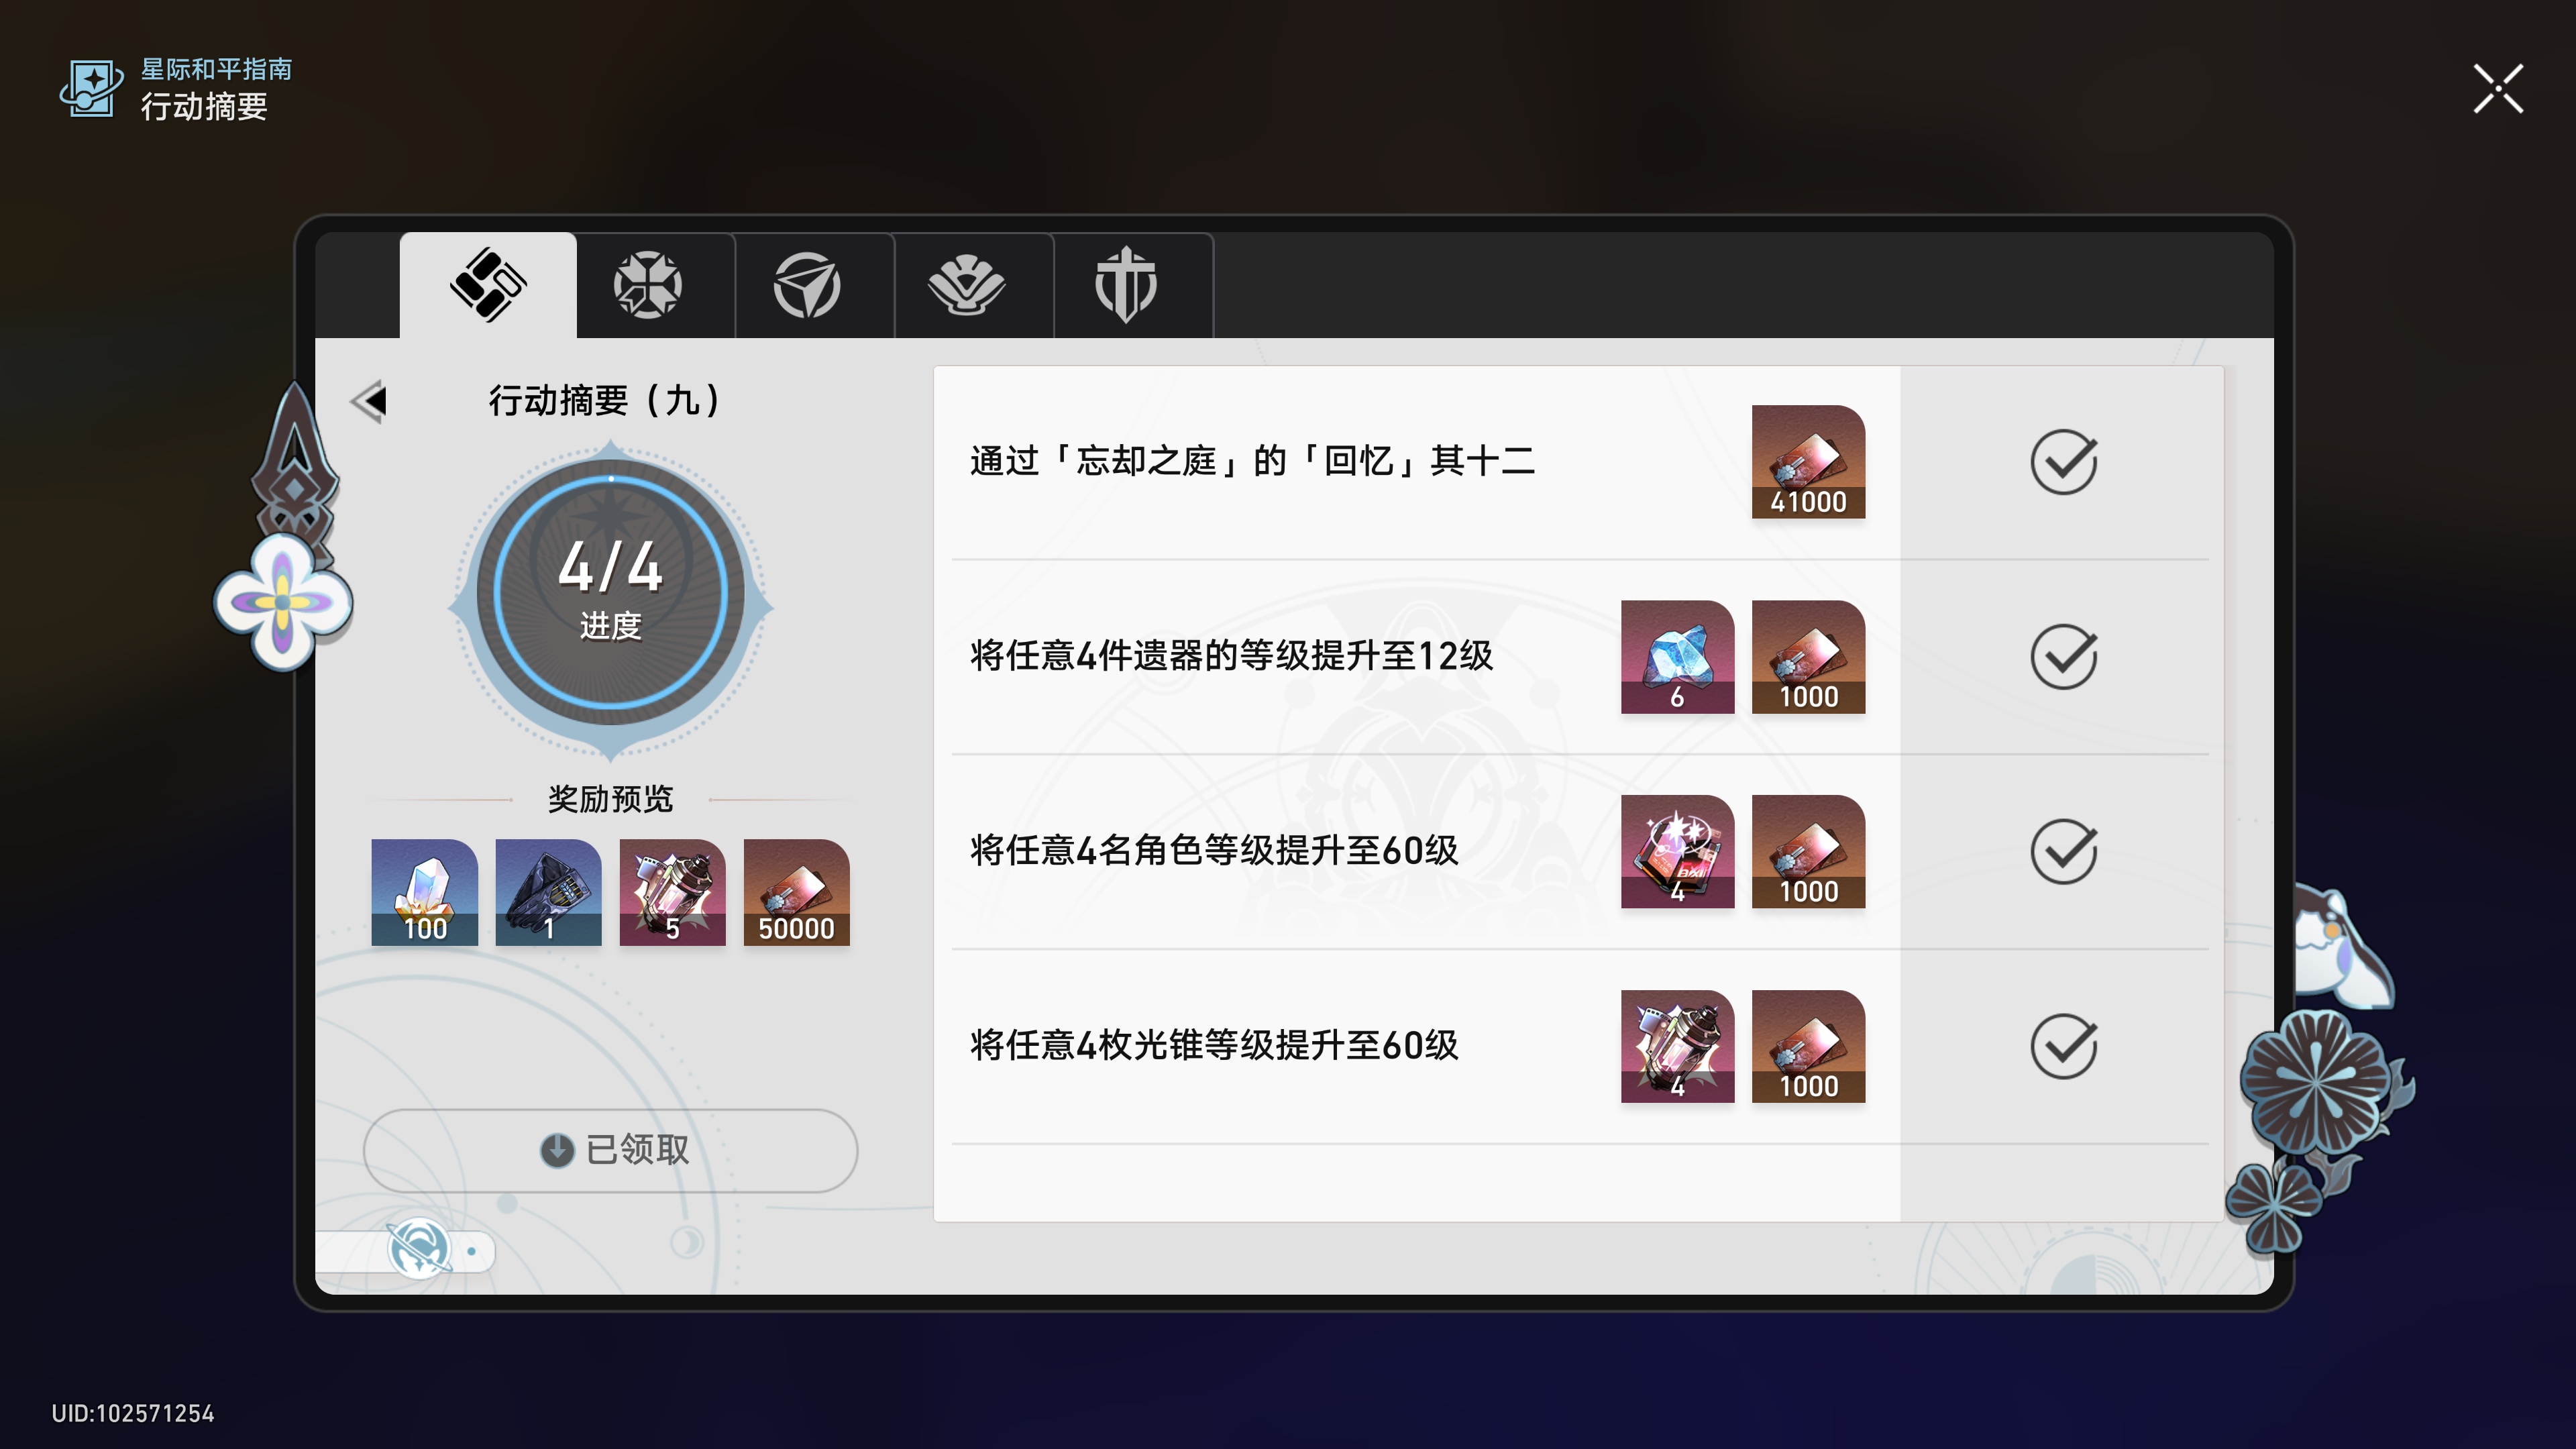 星际和平指南
行动摘要
行动摘要（九）
4/4
进度
奖励预览
100
1
5
50000
已领取
通过「忘却之庭」的「回忆」其十二
41000
将任意4件遗器的等级提升至12级
6
1000
将任意4名角色等级提升至60级
4
1000
将任意4枚光锥等级提升至60级
4
1000
UID:102571254